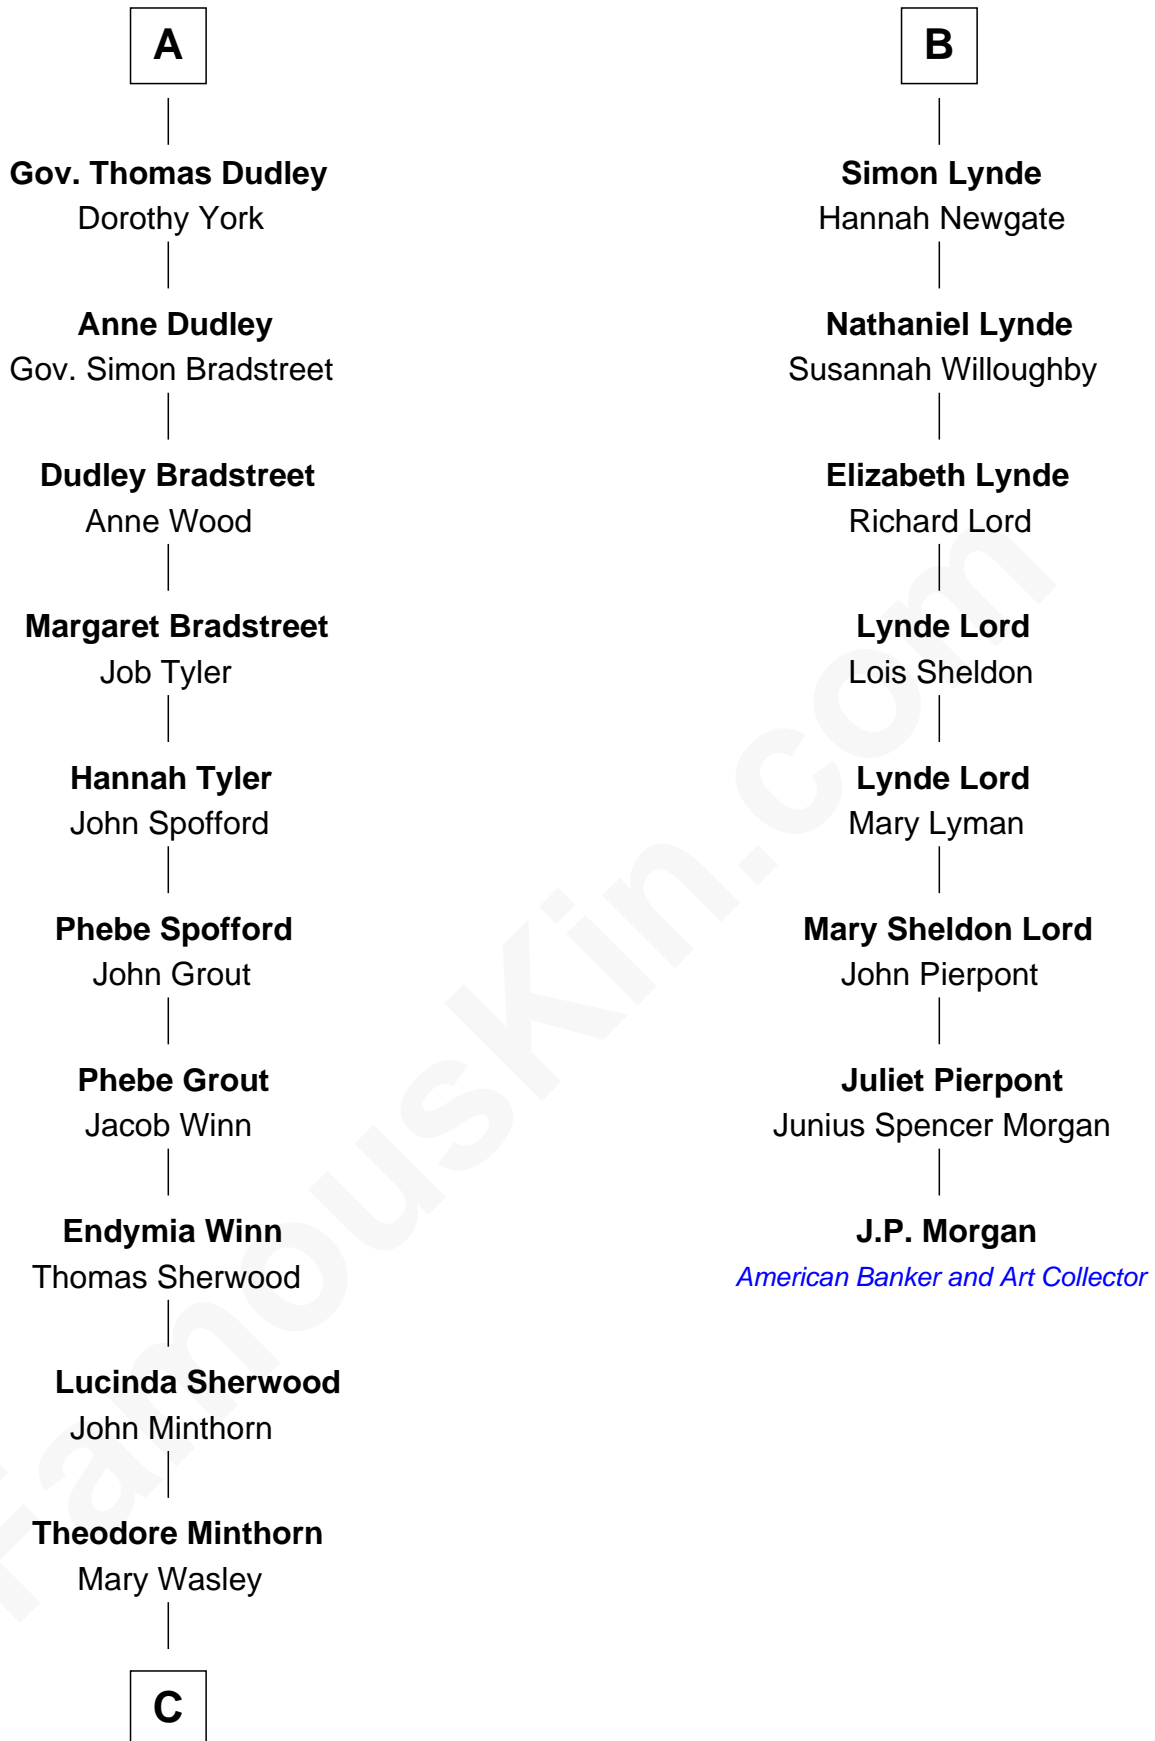 A
Gov. Thomas Dudley
Dorothy York
Anne Dudley
Gov. Simon Bradstreet
Dudley Bradstreet
Anne Wood
Margaret Bradstreet
Job Tyler
Hannah Tyler
John Spofford
Phebe Spofford
John Grout
Phebe Grout
Jacob Winn
Endymia Winn
Thomas Sherwood
Lucinda Sherwood
John Minthorn
Theodore Minthorn
Mary Wasley
C
B
Simon Lynde
Hannah Newgate
Nathaniel Lynde
Susannah Willoughby
Elizabeth Lynde
Richard Lord
Lynde Lord
Lois Sheldon
Lynde Lord
Mary Lyman
Mary Sheldon Lord
John Pierpont
Juliet Pierpont
Junius Spencer Morgan
J.P. Morgan
American Banker and Art Collector
FamousKin.com